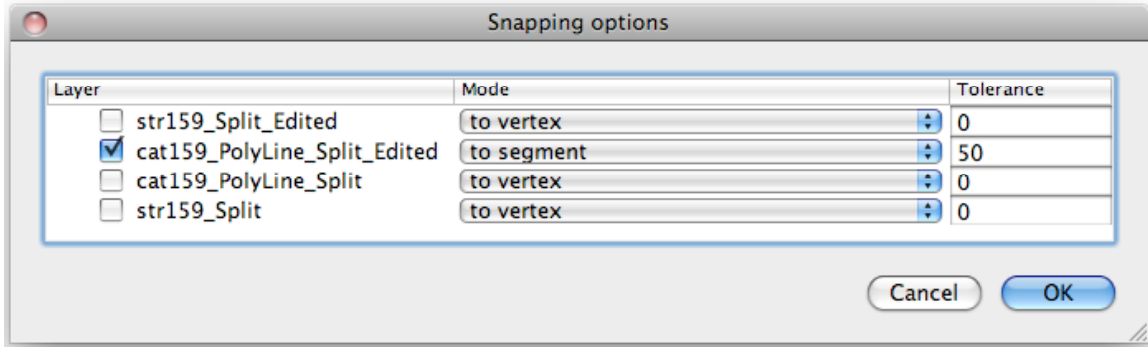 Snapping options
Layer Mode Tolerance
str159_Split_Edited to vertex 0
cat159_PolyLine_Split_Edited to segment 50
cat159_PolyLine_Split to vertex 0
str159_Split to vertex 0
Cancel OK